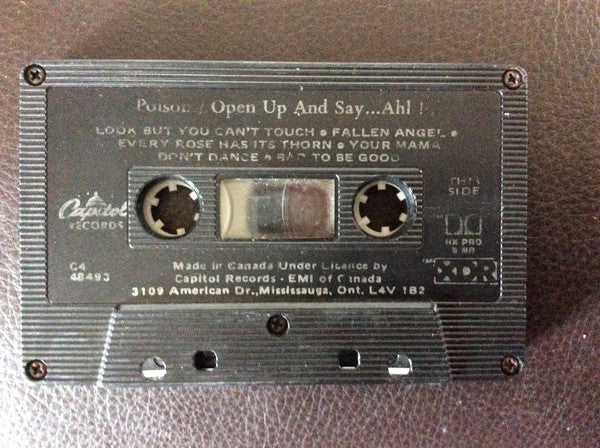 Poison / Open Up And Say...Ah!
LOOK BUT YOU CAN'T TOUCH • FALLEN ANGEL •
EVERY ROSE HAS ITS THORN • YOUR MAMA
DON'T DANCE • BAD TO BE GOOD
THIS
SIDE
Capitol
RECORDS
HX PRO
B NR
C4
48493
XDR
Made in Canada Under Licence by
Capitol Records - EMI of Canada
3109 American Dr., Mississauga, Ont. L4V 1B2